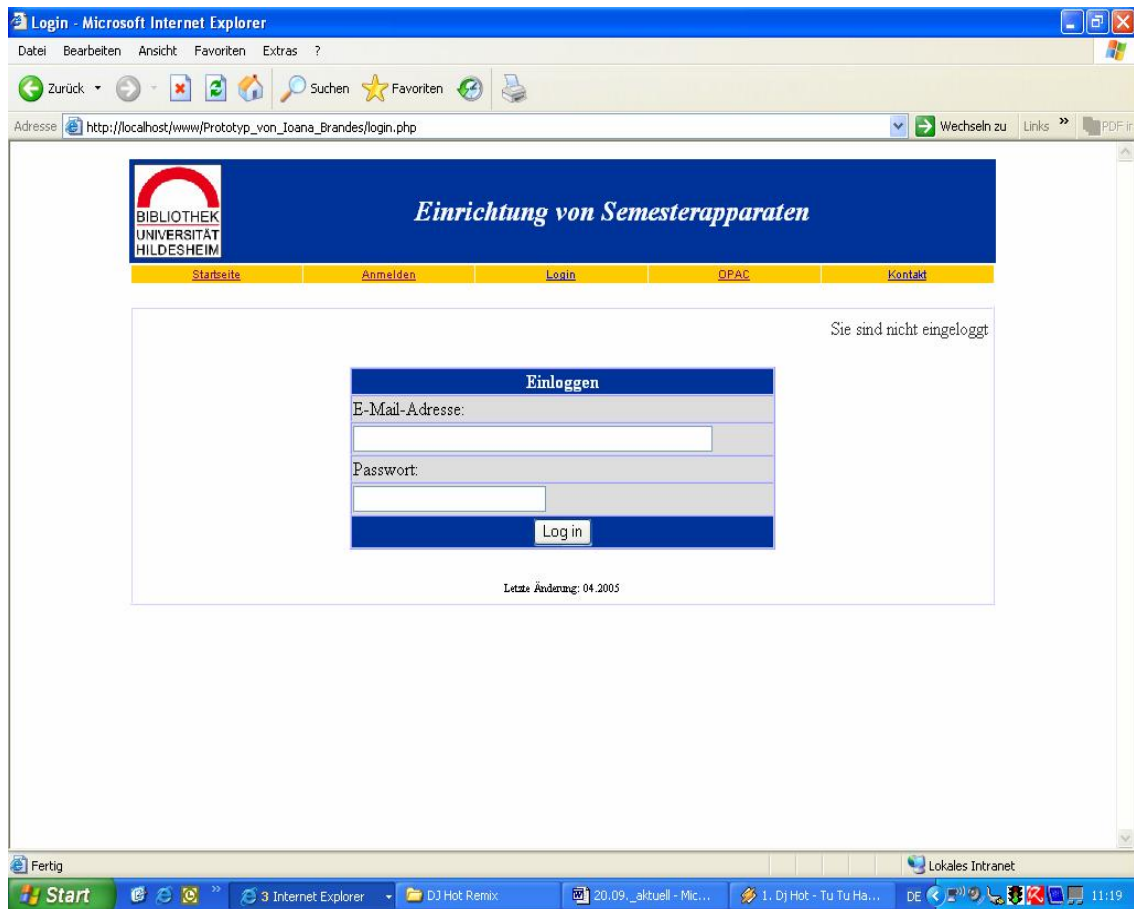 Login - Microsoft Internet Explorer
Datei Bearbeiten Ansicht Favoriten Extras ?
Zurück Suchen Favoriten
Adresse http://localhost/www/Prototyp_von_Ioana_Brandes/login.php Wechseln zu Links » PDF
BIBLIOTHEK
UNIVERSITÄT
HILDESHEIM
Einrichtung von Semesterapparaten
Startseite Anmelden Login OPAC Kontakt
Sie sind nicht eingeloggt
Einloggen
E-Mail-Adresse:
Passwort:
Log in
Letzte Änderung: 04.2005
Fertig Lokales Intranet
Start » 3 Internet Explorer DJ Hot Remix 20.09._aktuell - Mic... 1. Dj Hot - Tu Tu Ha... DE 11:19